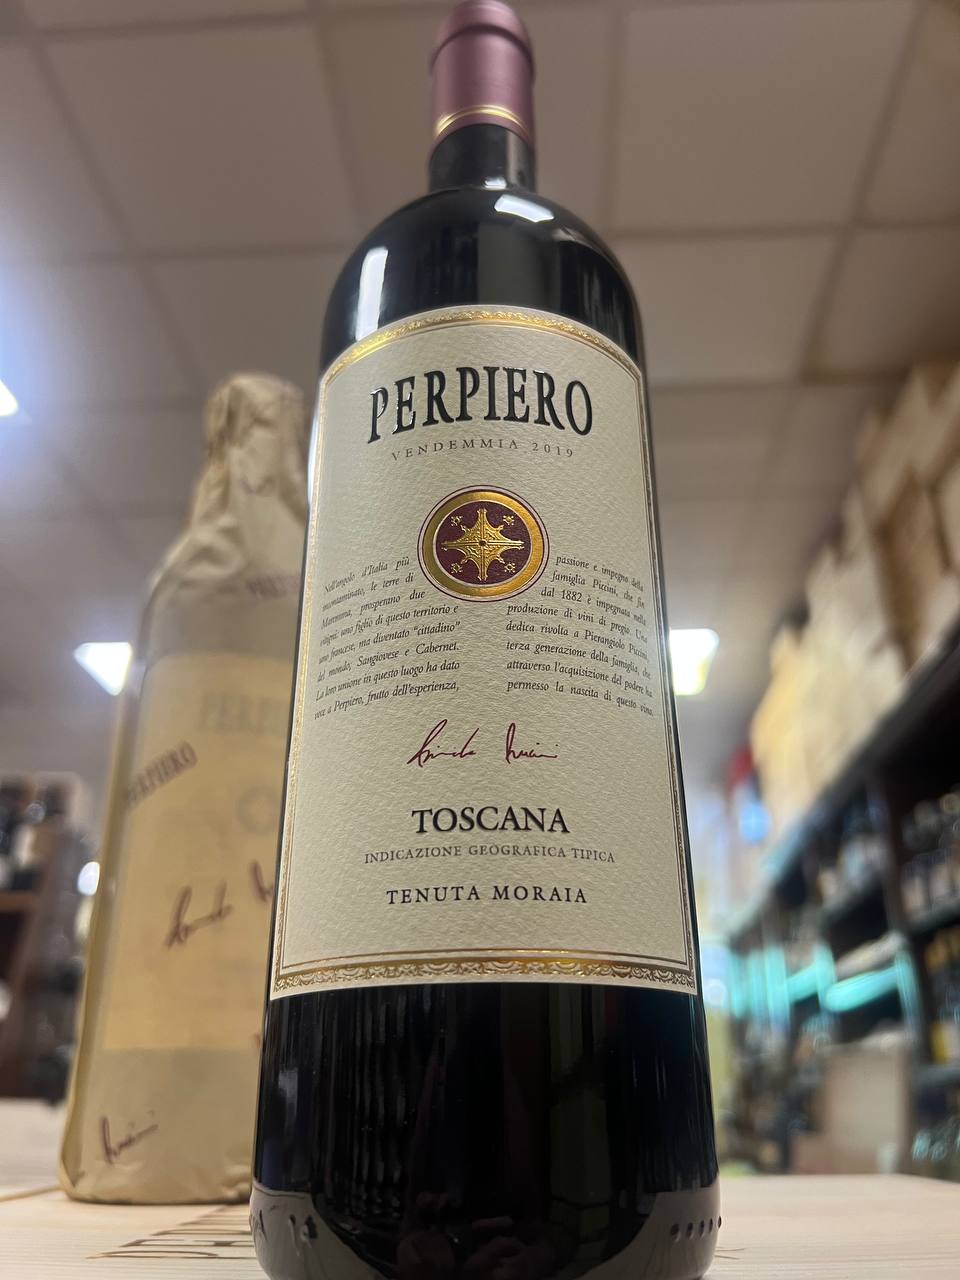 PERPIERO
VENDEMMIA 2019
Nell'angolo d'Italia più
incontaminato, le terre di
Maremma, prosperano due
vitigni: uno figlio di questo territorio e
uno francese, ma diventato "cittadino"
del mondo, Sangiovese e Cabernet.
La loro unione in questo luogo ha dato
voce a Perpiero, frutto dell'esperienza,
passione e impegno della
famiglia Piccini, che fin
dal 1882 è impegnata nella
produzione di vini di pregio. Una
dedica rivolta a Pierangiolo Piccini,
terza generazione della famiglia, che,
attraverso l'acquisizione del podere ha
permesso la nascita di questo vino.
TOSCANA
INDICAZIONE GEOGRAFICA TIPICA
TENUTA MORAIA
PERPIERO